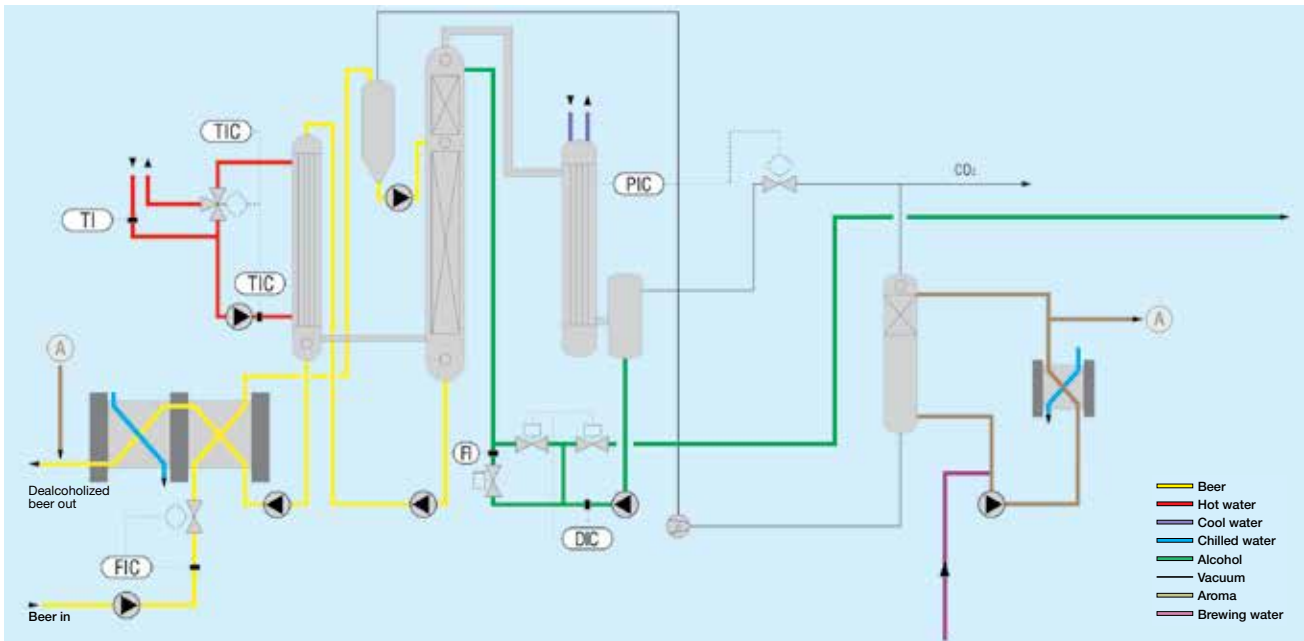 TIC
PIC
CO₂
TI
TIC
A
A
FI
Dealcoholized
beer out
DIC
FIC
Beer in
Beer
Hot water
Cool water
Chilled water
Alcohol
Vacuum
Aroma
Brewing water